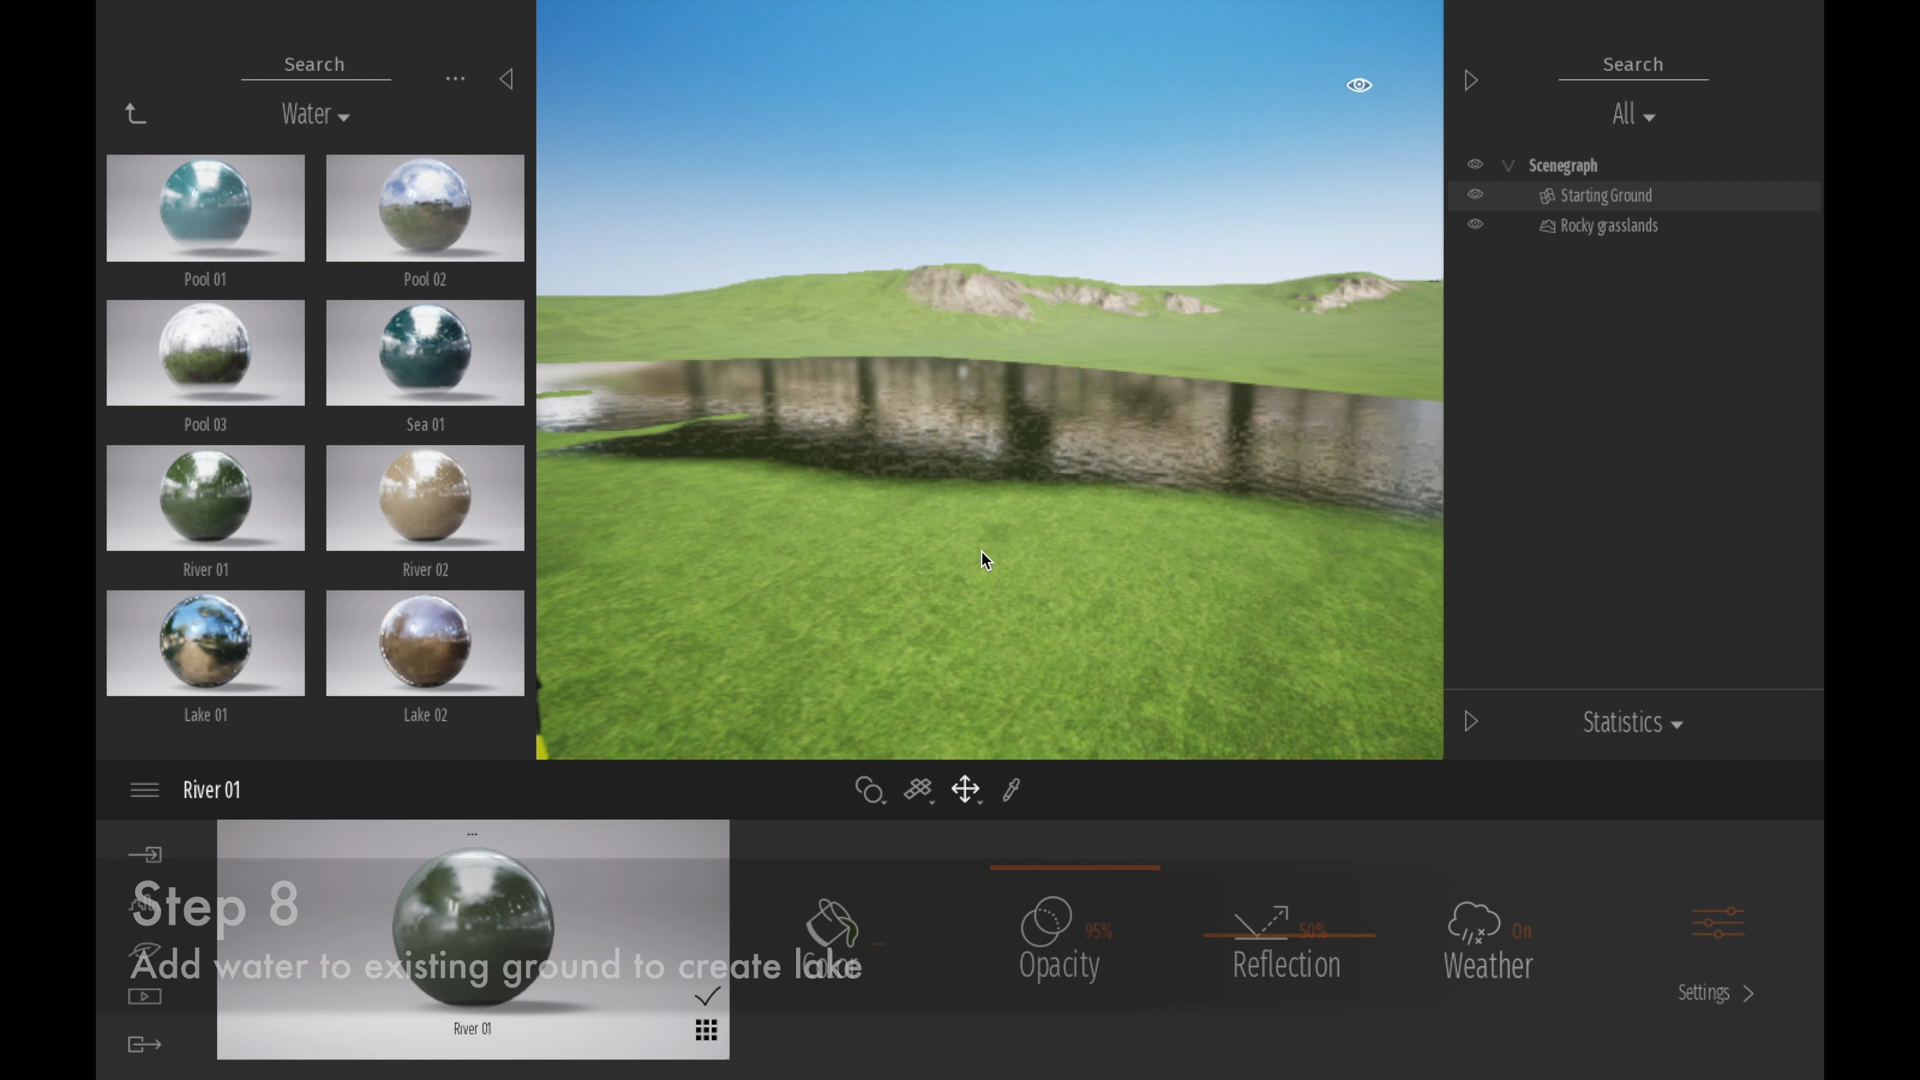 Search
...
Water
Pool 01
Pool 02
Pool 03
Sea 01
River 01
River 02
Lake 01
Lake 02
Search
All
Scenegraph
Starting Ground
Rocky grasslands
Statistics
River 01
...
River 01
Step 8
Add water to existing ground to create lake
Color
...
Opacity
95%
Reflection
50%
Weather
On
Settings